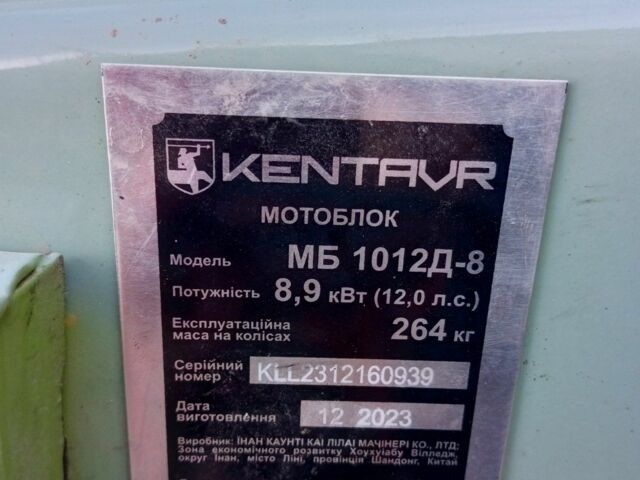 KENTAVR
МОТОБЛОК
Модель МБ 1012Д-8
Потужність 8,9 кВт (12,0 л.с.)
Експлуатаційна
маса на колісах 264 кг
Серійний
номер KLL2312160939
Дата
виготовлення 12 2023
Виробник: ІНАН КАУНТІ КАІ ЛІЛАІ МАЧІНЕРІ КО., ЛТД;
Зона економічного розвитку Хоухуіабу Вілледж,
округ Інан, місто Ліні, провінція Шандонг, Китай